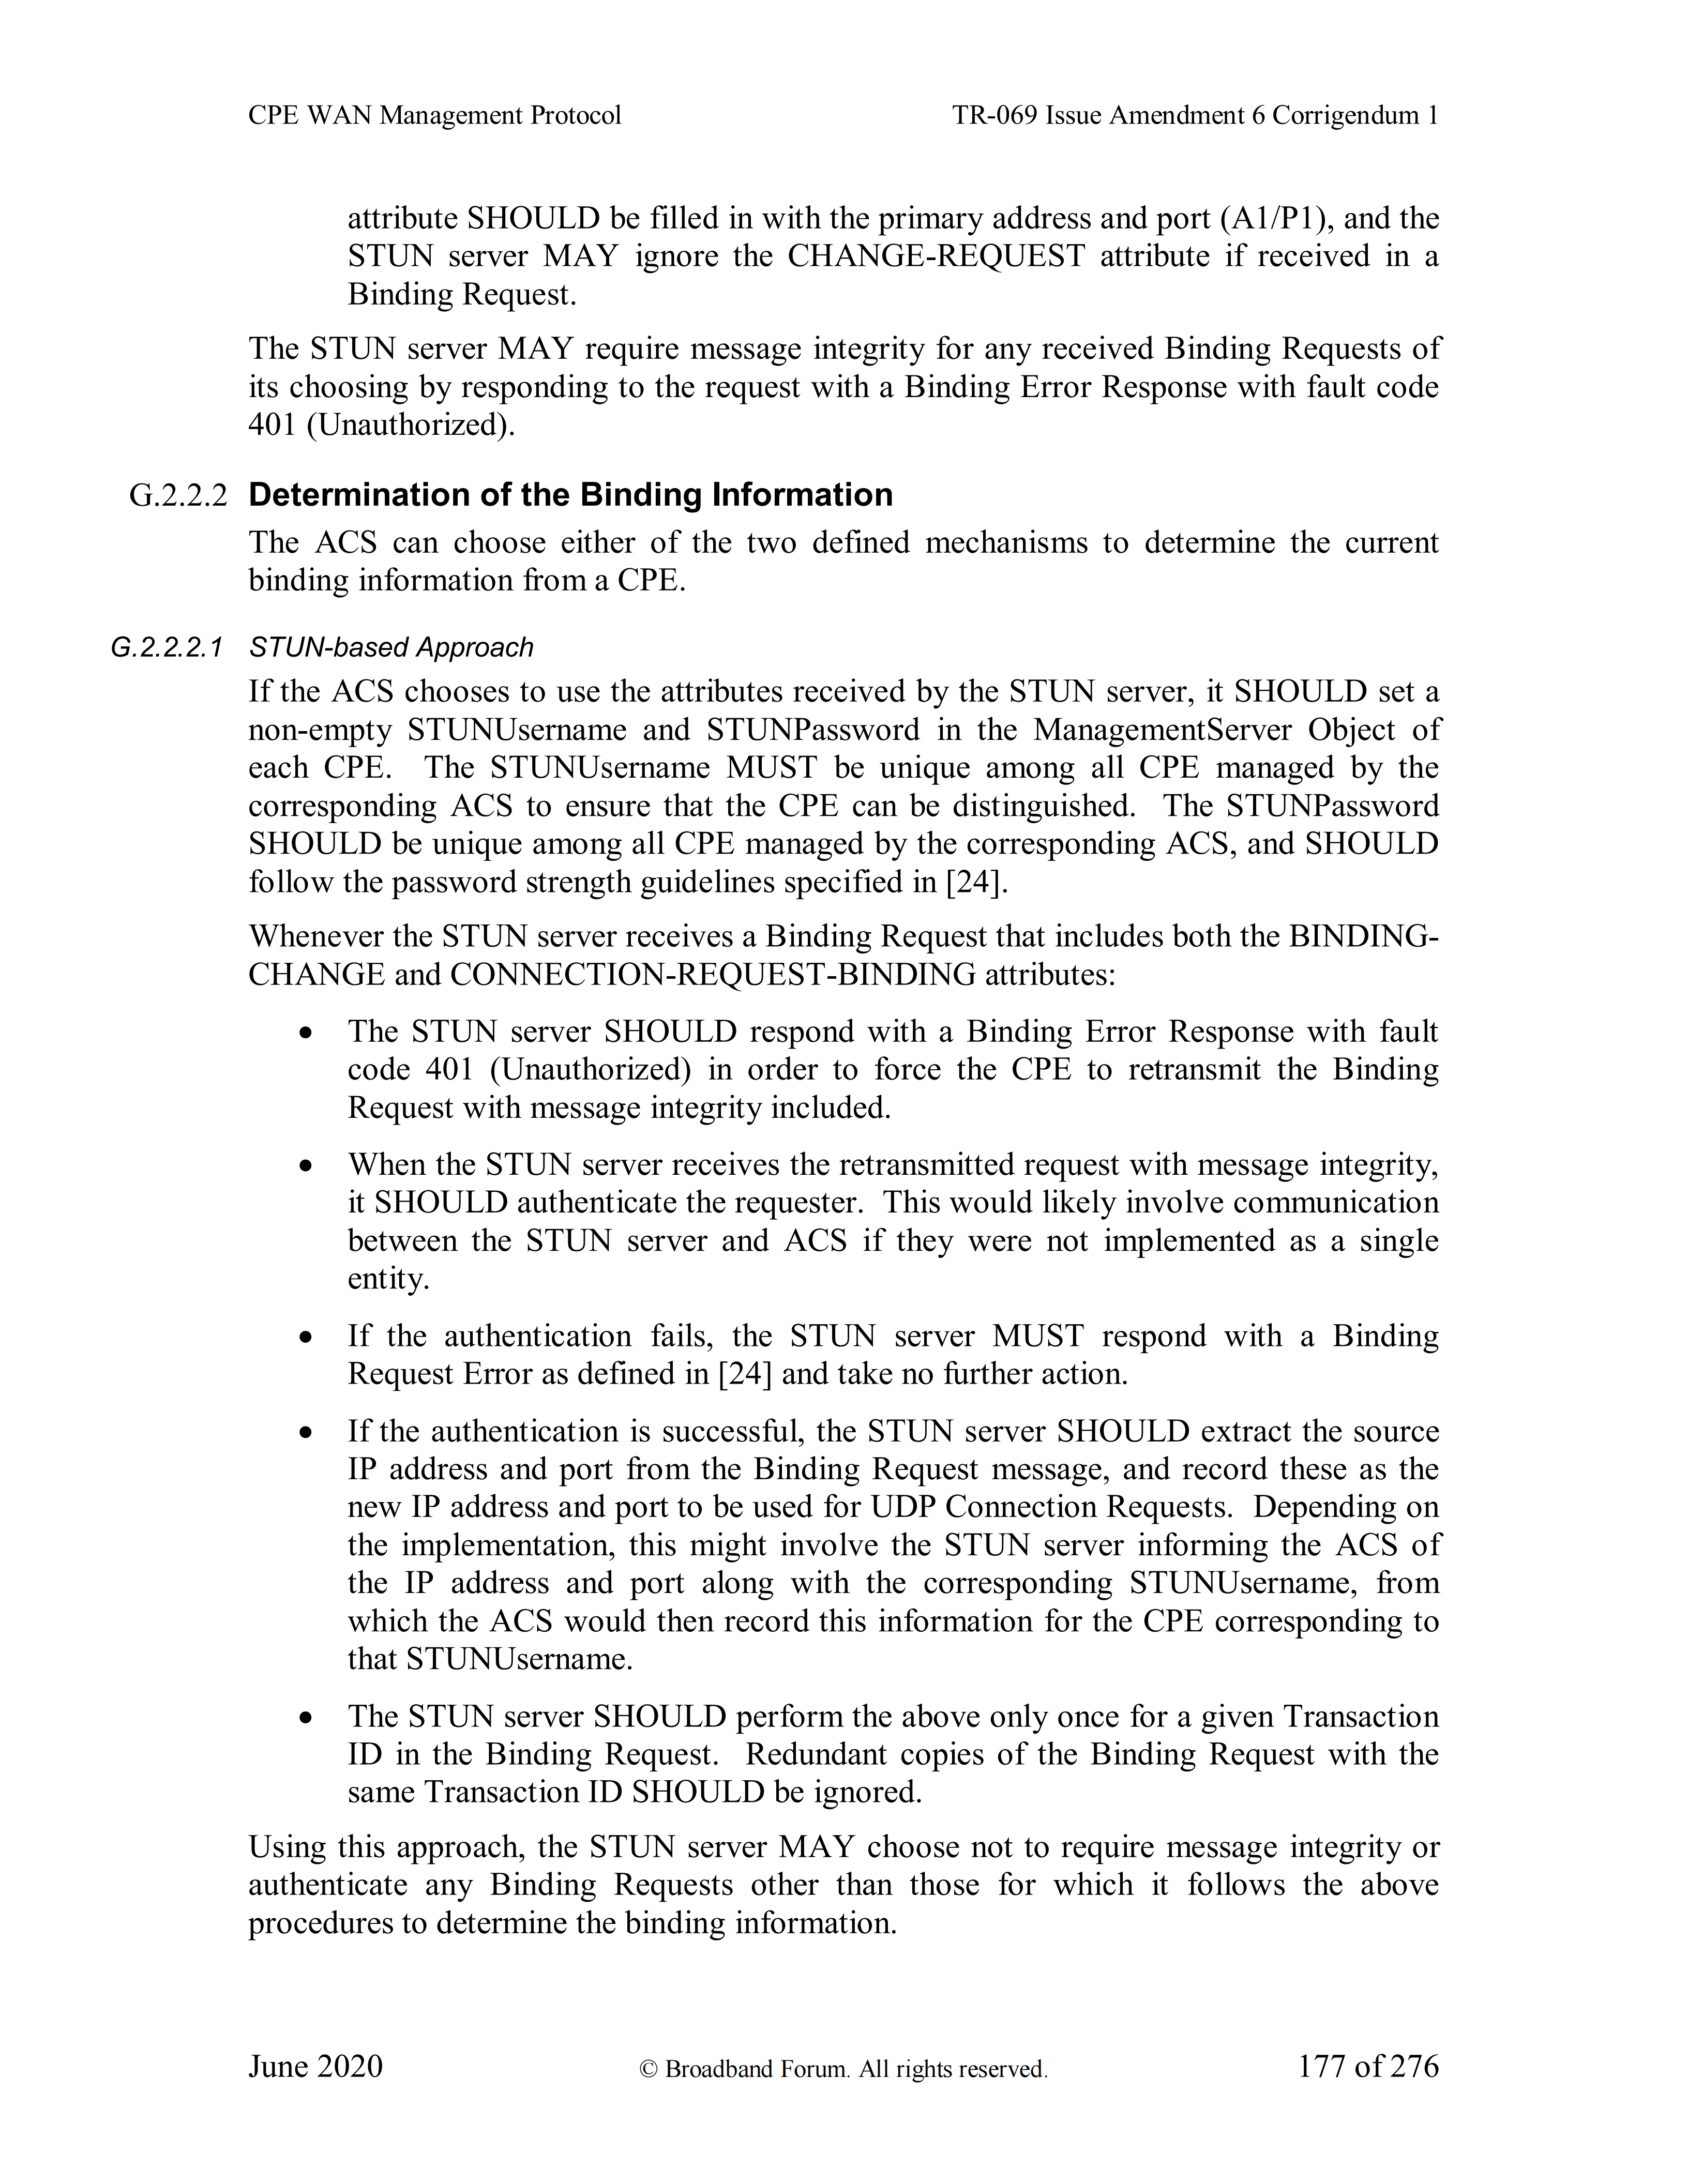 CPE WAN Management Protocol TR-069 Issue Amendment 6 Corrigendum 1
attribute SHOULD be filled in with the primary address and port (A1/P1), and the
STUN server MAY ignore the CHANGE-REQUEST attribute if received in a
Binding Request.
The STUN server MAY require message integrity for any received Binding Requests of
its choosing by responding to the request with a Binding Error Response with fault code
401 (Unauthorized).
G.2.2.2 Determination of the Binding Information
The ACS can choose either of the two defined mechanisms to determine the current
binding information from a CPE.
G.2.2.2.1 STUN-based Approach
If the ACS chooses to use the attributes received by the STUN server, it SHOULD set a
non-empty STUNUsername and STUNPassword in the ManagementServer Object of
each CPE. The STUNUsername MUST be unique among all CPE managed by the
corresponding ACS to ensure that the CPE can be distinguished. The STUNPassword
SHOULD be unique among all CPE managed by the corresponding ACS, and SHOULD
follow the password strength guidelines specified in [24].
Whenever the STUN server receives a Binding Request that includes both the BINDING-
CHANGE and CONNECTION-REQUEST-BINDING attributes:
• The STUN server SHOULD respond with a Binding Error Response with fault
code 401 (Unauthorized) in order to force the CPE to retransmit the Binding
Request with message integrity included.
• When the STUN server receives the retransmitted request with message integrity,
it SHOULD authenticate the requester. This would likely involve communication
between the STUN server and ACS if they were not implemented as a single
entity.
• If the authentication fails, the STUN server MUST respond with a Binding
Request Error as defined in [24] and take no further action.
• If the authentication is successful, the STUN server SHOULD extract the source
IP address and port from the Binding Request message, and record these as the
new IP address and port to be used for UDP Connection Requests. Depending on
the implementation, this might involve the STUN server informing the ACS of
the IP address and port along with the corresponding STUNUsername, from
which the ACS would then record this information for the CPE corresponding to
that STUNUsername.
• The STUN server SHOULD perform the above only once for a given Transaction
ID in the Binding Request. Redundant copies of the Binding Request with the
same Transaction ID SHOULD be ignored.
Using this approach, the STUN server MAY choose not to require message integrity or
authenticate any Binding Requests other than those for which it follows the above
procedures to determine the binding information.
June 2020 © Broadband Forum. All rights reserved. 177 of 276